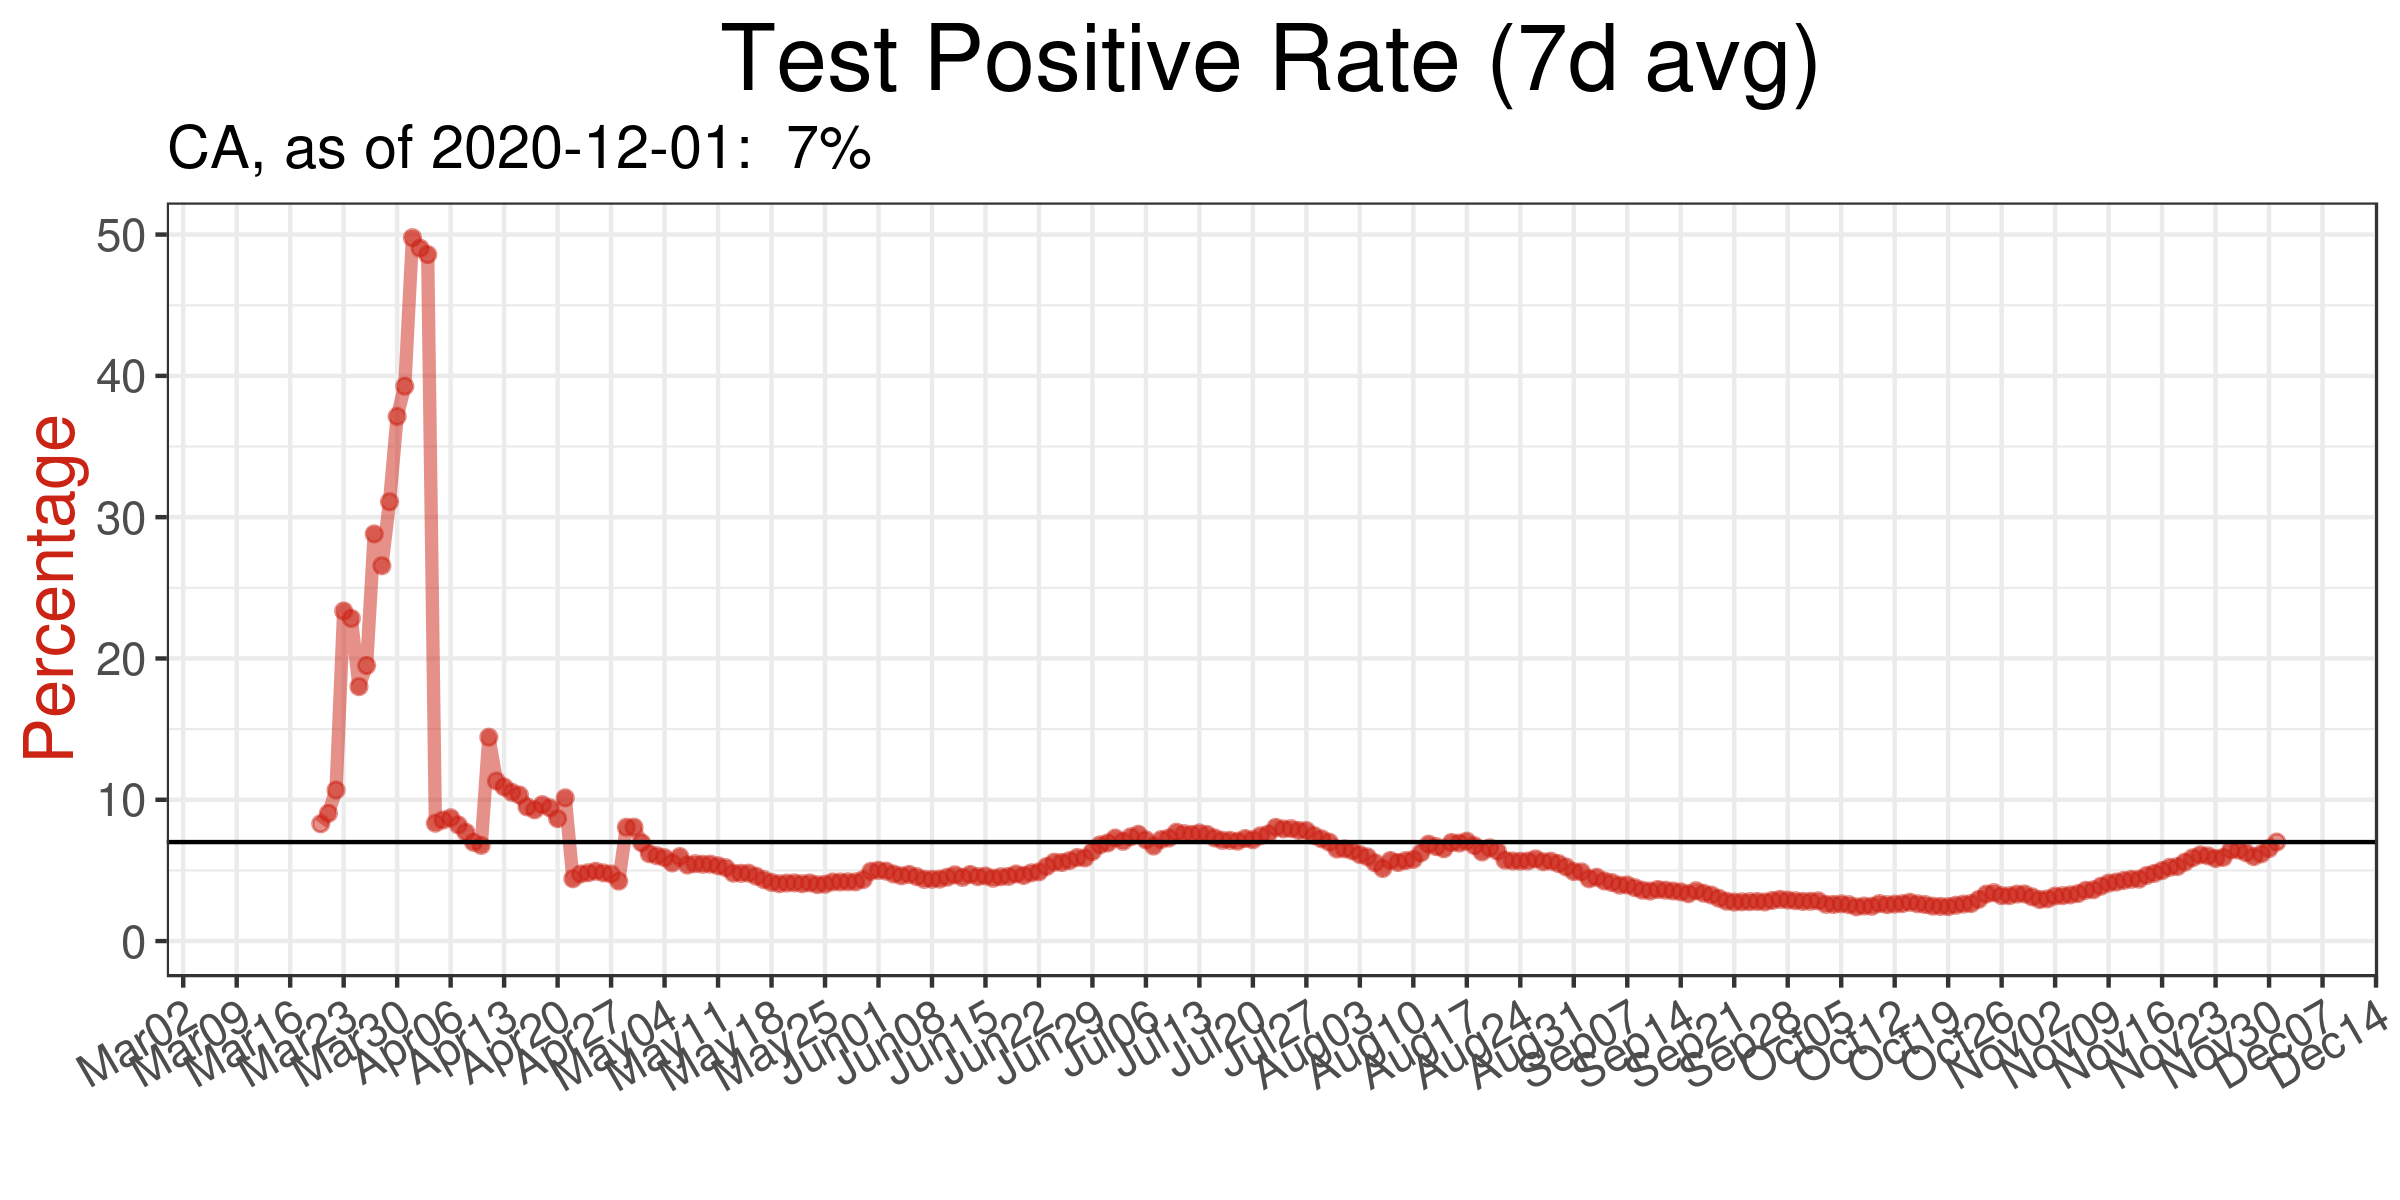 Test Positive Rate (7d avg)
CA, as of 2020-12-01:  7%
Percentage
50
40
30
20
10
0
Mar02
Mar09
Mar16
Mar23
Mar30
Apr06
Apr13
Apr20
Apr27
May04
May11
May18
May25
Jun01
Jun08
Jun15
Jun22
Jun29
Jul06
Jul13
Jul20
Jul27
Aug03
Aug10
Aug17
Aug24
Aug31
Sep07
Sep14
Sep21
Sep28
Oct05
Oct12
Oct19
Oct26
Nov02
Nov09
Nov16
Nov23
Nov30
Dec07
Dec14